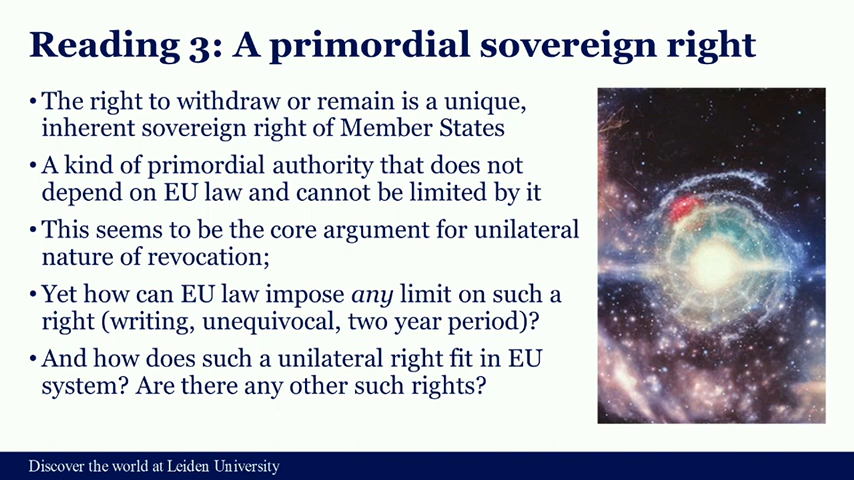 Reading 3: A primordial sovereign right
• The right to withdraw or remain is a unique,
inherent sovereign right of Member States
• A kind of primordial authority that does not
depend on EU law and cannot be limited by it
• This seems to be the core argument for unilateral
nature of revocation;
• Yet how can EU law impose any limit on such a
right (writing, unequivocal, two year period)?
• And how does such a unilateral right fit in EU
system? Are there any other such rights?
Discover the world at Leiden University